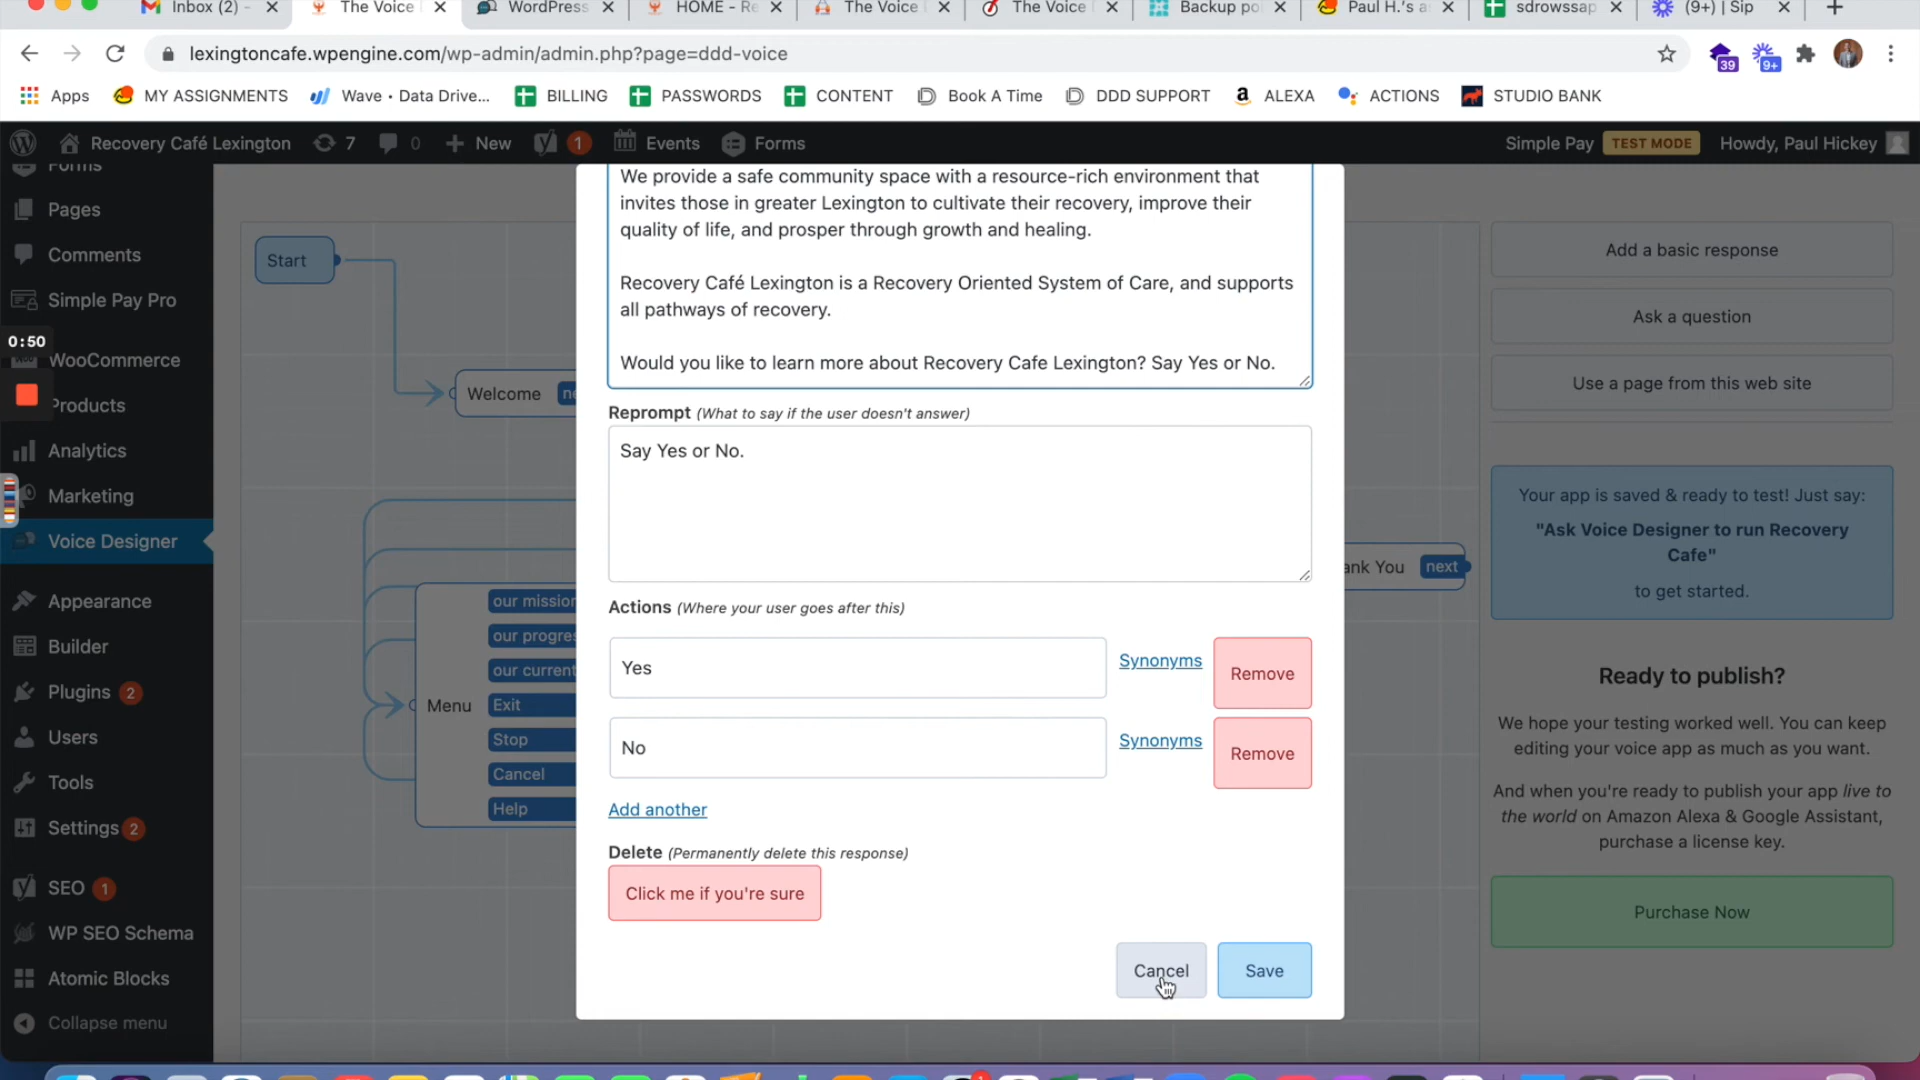 Inbox (2) -
The Voice
WordPress
HOME - Re
The Voice
The Voice
Backup po
Paul H.'s a
sdrowssap
(9+) | Sip
lexingtoncafe.wpengine.com/wp-admin/admin.php?page=ddd-voice
39
9+
Apps
MY ASSIGNMENTS
Wave • Data Drive...
BILLING
PASSWORDS
CONTENT
Book A Time
DDD SUPPORT
ALEXA
ACTIONS
STUDIO BANK
Recovery Café Lexington
7
0
New
1
Events
Forms
Simple Pay
TEST MODE
Howdy, Paul Hickey
Forms
Pages
Comments
Simple Pay Pro
0:50
WooCommerce
Products
Analytics
Marketing
Voice Designer
Appearance
Builder
Plugins 2
Users
Tools
Settings 2
SEO 1
WP SEO Schema
Atomic Blocks
Collapse menu
Start
Welcome
ne
Menu
our mission
our progres
our current
Exit
Stop
Cancel
Help
We provide a safe community space with a resource-rich environment that
invites those in greater Lexington to cultivate their recovery, improve their
quality of life, and prosper through growth and healing.
Recovery Café Lexington is a Recovery Oriented System of Care, and supports
all pathways of recovery.
Would you like to learn more about Recovery Cafe Lexington? Say Yes or No.
Reprompt (What to say if the user doesn't answer)
Say Yes or No.
Actions (Where your user goes after this)
Yes
Synonyms
Remove
No
Synonyms
Remove
Add another
Delete (Permanently delete this response)
Click me if you're sure
Cancel
Save
ank You
next
Add a basic response
Ask a question
Use a page from this web site
Your app is saved & ready to test! Just say:
"Ask Voice Designer to run Recovery
Cafe"
to get started.
Ready to publish?
We hope your testing worked well. You can keep
editing your voice app as much as you want.
And when you're ready to publish your app live to
the world on Amazon Alexa & Google Assistant,
purchase a license key.
Purchase Now